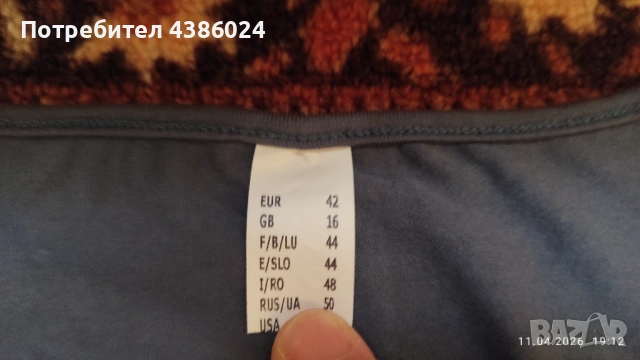 Потребител 4386024
EUR 42
GB 16
F/B/LU 44
E/SLO 44
I/RO 48
RUS/UA 50
USA
BAZAR
11.04.2026 19:12